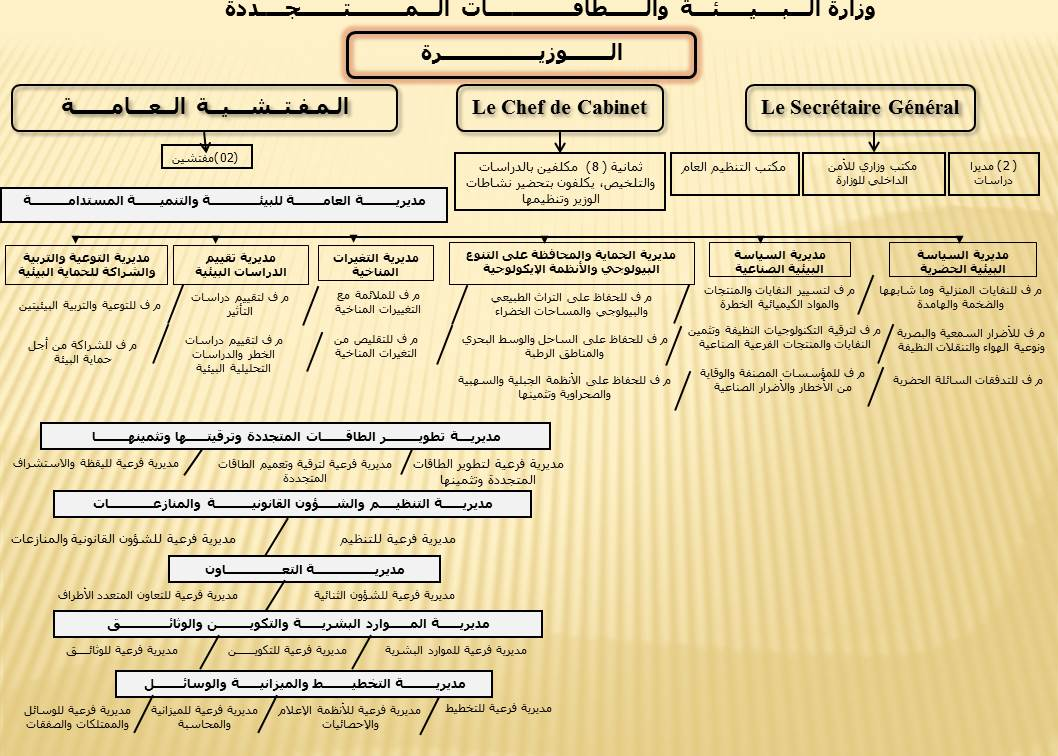 وزارة البيئة والطاقات المتجددة
الوزيرة
Le Secrétaire Général
Le Chef de Cabinet
المفتشية العامة
(2) مديرا
دراسات
مكتب وزاري للأمن
الداخلي للوزارة
مكتب التنظيم العام
ثمانية (8) مكلفين بالدراسات
والتلخيص، يكلفون بتحضير نشاطات
الوزير وتنظيمها
(02)مفتشين
مديرية العامة للبيئة والتنمية المستدامة
مديرية السياسة
البيئية الحضرية
م ف للنفايات المنزلية وما شابهها
والضخمة والهامدة
م ف للأضرار السمعية والبصرية
ونوعية الهواء والتنقلات النظيفة
م ف للتدفقات السائلة الحضرية
مديرية السياسة
البيئية الصناعية
م ف لتسيير النفايات والمنتجات
والمواد الكيميائية الخطرة
م ف لترقية التكنولوجيات النظيفة وتثمين
النفايات والمنتجات الفرعية الصناعية
م ف للمؤسسات المصنفة والوقاية
من الأخطار والأضرار الصناعية
مديرية الحماية والمحافظة على التنوع
البيولوجي والأنظمة الإيكولوجية
م ف للحفاظ على التراث الطبيعي
والبيولوجي والمساحات الخضراء
م ف للحفاظ على الساحل والوسط البحري
والمناطق الرطبة
م ف للحفاظ على الأنظمة الجبلية والسهبية
والصحراوية وتثمينها
مديرية التغيرات
المناخية
م ف للملائمة مع
التغييرات المناخية
م ف للتقليص من
التغيرات المناخية
مديرية تقييم
الدراسات البيئية
م ف لتقييم دراسات
التأثير
م ف لتقييم دراسات
الخطر والدراسات
التحليلية البيئية
مديرية التوعية والتربية
والشراكة للحماية البيئية
م ف للتوعية والتربية البيئيتين
م ف للشراكة من أجل
حماية البيئة
مديرية تطوير الطاقات المتجددة وترقيتها وتثمينها
مديرية فرعية لتطوير الطاقات
المتجددة وتثمينها
مديرية فرعية لترقية وتعميم الطاقات
المتجددة
مديرية فرعية لليقظة والاستشراف
مديرية التنظيم والشؤون القانونية والمنازعات
مديرية فرعية للتنظيم
مديرية فرعية للشؤون القانونية والمنازعات
مديرية التعاون
مديرية فرعية للشؤون الثنائية
مديرية فرعية للتعاون المتعدد الأطراف
مديرية الموارد البشرية والتكوين والوثائق
مديرية فرعية للموارد البشرية
مديرية فرعية للتكوين
مديرية فرعية للوثائق
مديرية التخطيط والميزانية والوسائل
مديرية فرعية للتخطيط
مديرية فرعية للأنظمة الإعلام
والإحصائيات
مديرية فرعية للميزانية
والمحاسبة
مديرية فرعية للوسائل
والممتلكات والصفقات